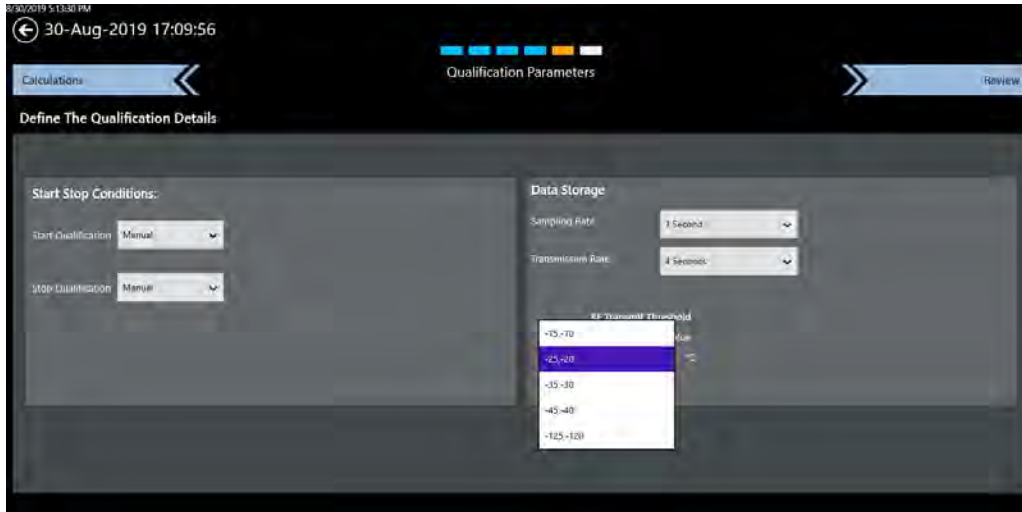 8/30/2019 5:13:30 PM
30-Aug-2019 17:09:56
Calculations
Qualification Parameters
Review
Define The Qualification Details
Start Stop Conditions:
Start Qualification Manual
Stop Qualification Manual
Data Storage
Sampling Rate 1 Second
Transmission Rate 4 Seconds
RF Transmit Threshold
-25,-20
-35,-30
-45,-40
-125,-120